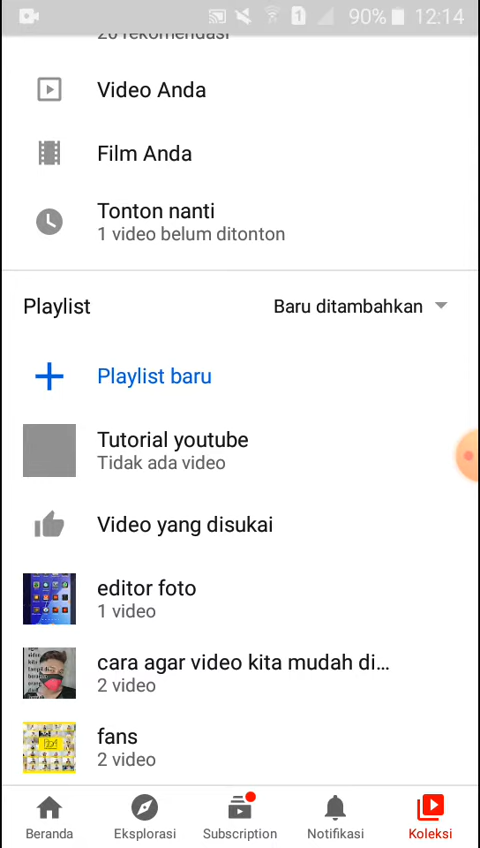 90% 12:14
20 rekomendasi
Video Anda
Film Anda
Tonton nanti
1 video belum ditonton
Playlist Baru ditambahkan
Playlist baru
Tutorial youtube
Tidak ada video
Video yang disukai
editor foto
1 video
cara agar video kita mudah di...
2 video
fans
2 video
Beranda Eksplorasi Subscription Notifikasi Koleksi